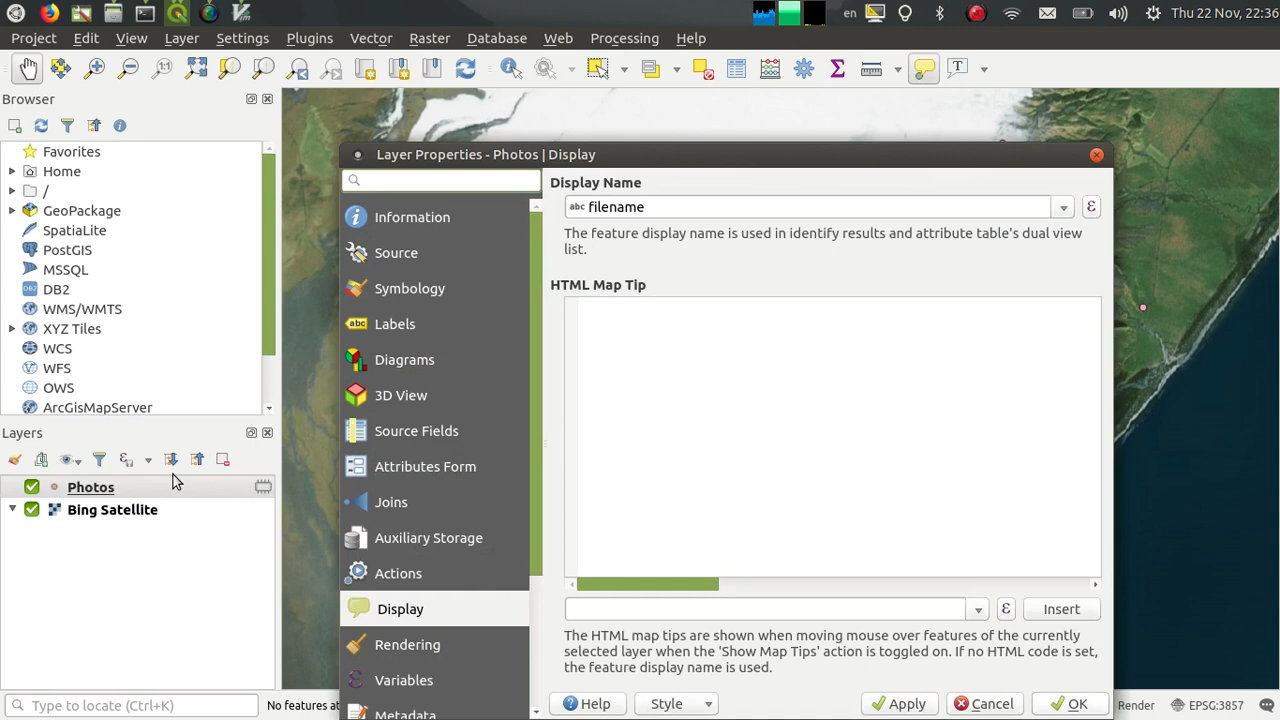 en
Thu 22 Nov, 22:36
Project Edit View Layer Settings Plugins Vector Raster Database Web Processing Help
Browser
Favorites
Home
/
GeoPackage
SpatiaLite
PostGIS
MSSQL
DB2
WMS/WMTS
XYZ Tiles
WCS
WFS
OWS
ArcGisMapServer
Layers
Photos
Bing Satellite
Type to locate (Ctrl+K)
No features at
Render
EPSG:3857
Layer Properties - Photos | Display
Information
Source
Symbology
abc Labels
Diagrams
3D View
Source Fields
Attributes Form
Joins
Auxiliary Storage
Actions
Display
Rendering
Variables
Metadata
Display Name
abc filename
ε
The feature display name is used in identify results and attribute table's dual view
list.
HTML Map Tip
ε
Insert
The HTML map tips are shown when moving mouse over features of the currently
selected layer when the 'Show Map Tips' action is toggled on. If no HTML code is set,
the feature display name is used.
Help
Style
Apply
Cancel
OK